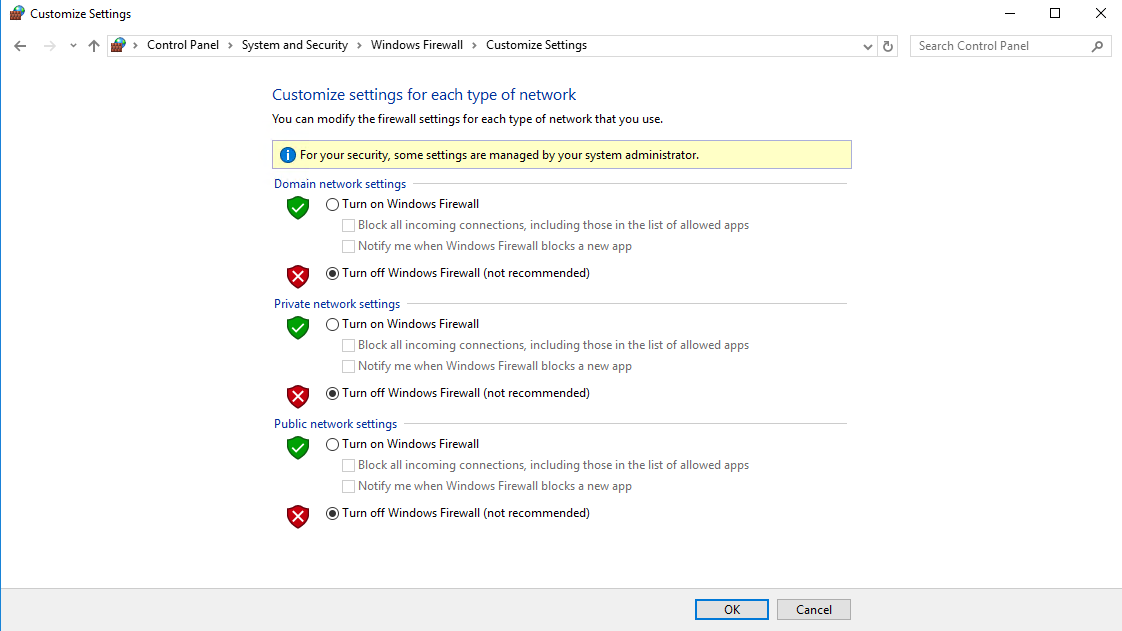 Customize Settings
Control Panel > System and Security > Windows Firewall > Customize Settings
Search Control Panel
Customize settings for each type of network
You can modify the firewall settings for each type of network that you use.
For your security, some settings are managed by your system administrator.
Domain network settings
Turn on Windows Firewall
Block all incoming connections, including those in the list of allowed apps
Notify me when Windows Firewall blocks a new app
Turn off Windows Firewall (not recommended)
Private network settings
Turn on Windows Firewall
Block all incoming connections, including those in the list of allowed apps
Notify me when Windows Firewall blocks a new app
Turn off Windows Firewall (not recommended)
Public network settings
Turn on Windows Firewall
Block all incoming connections, including those in the list of allowed apps
Notify me when Windows Firewall blocks a new app
Turn off Windows Firewall (not recommended)
OK
Cancel